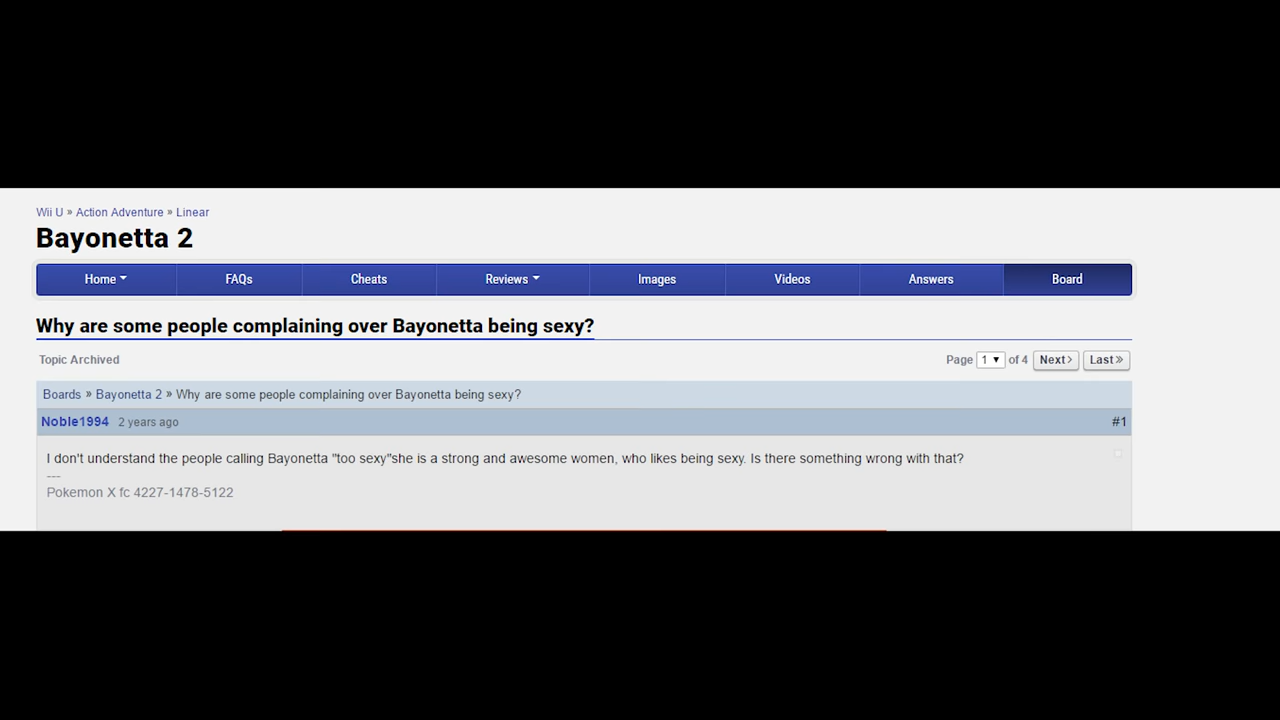 Wii U » Action Adventure » Linear
Bayonetta 2
Home FAQs Cheats Reviews Images Videos Answers Board
Why are some people complaining over Bayonetta being sexy?
Topic Archived Page 1 of 4 Next› Last»
Boards » Bayonetta 2 » Why are some people complaining over Bayonetta being sexy?
Noble1994 2 years ago #1
I don't understand the people calling Bayonetta "too sexy"she is a strong and awesome women, who likes being sexy. Is there something wrong with that?
---
Pokemon X fc 4227-1478-5122